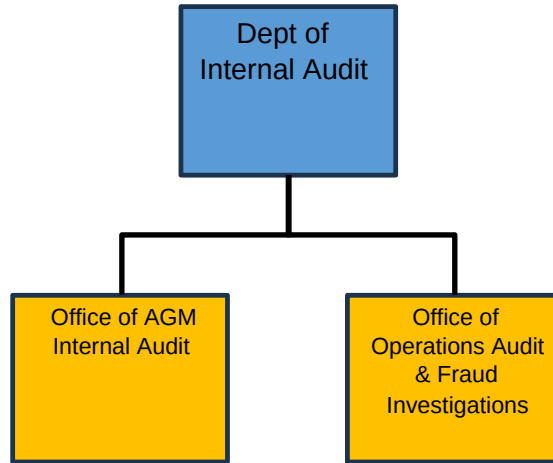 Dept of
Internal Audit
Office of AGM
Internal Audit
Office of
Operations Audit
& Fraud
Investigations